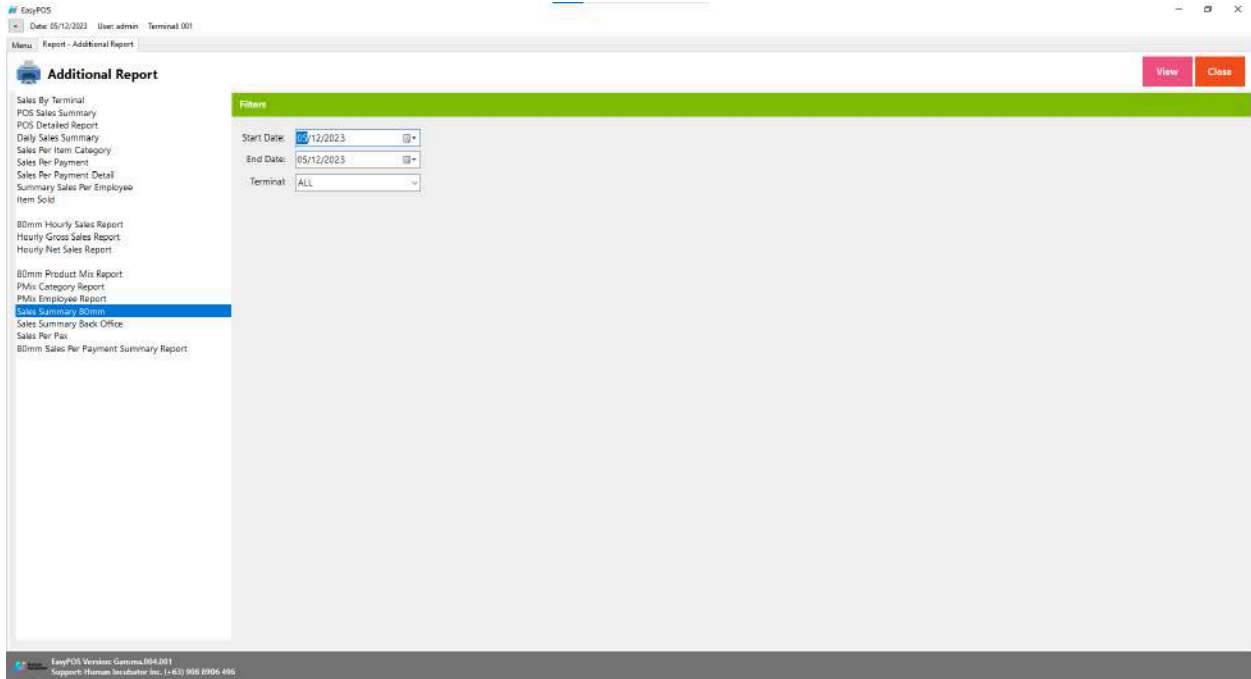 EasyPOS
Date: 05/12/2023 User: admin Terminal: 001
Menu Report - Additional Report
Additional Report
View Close
Sales By Terminal
POS Sales Summary
POS Detailed Report
Daily Sales Summary
Sales Per Item Category
Sales Per Payment
Sales Per Payment Detail
Summary Sales Per Employee
Item Sold
80mm Hourly Sales Report
Hourly Gross Sales Report
Hourly Net Sales Report
80mm Product Mix Report
PMix Category Report
PMix Employee Report
Sales Summary 80mm
Sales Summary Back Office
Sales Per Pax
80mm Sales Per Payment Summary Report
Filters
Start Date: 05/12/2023
End Date: 05/12/2023
Terminal: ALL
EasyPOS Version: Gamma.004.001
Support: Human Incubator Inc. (+63) 906 8906 496